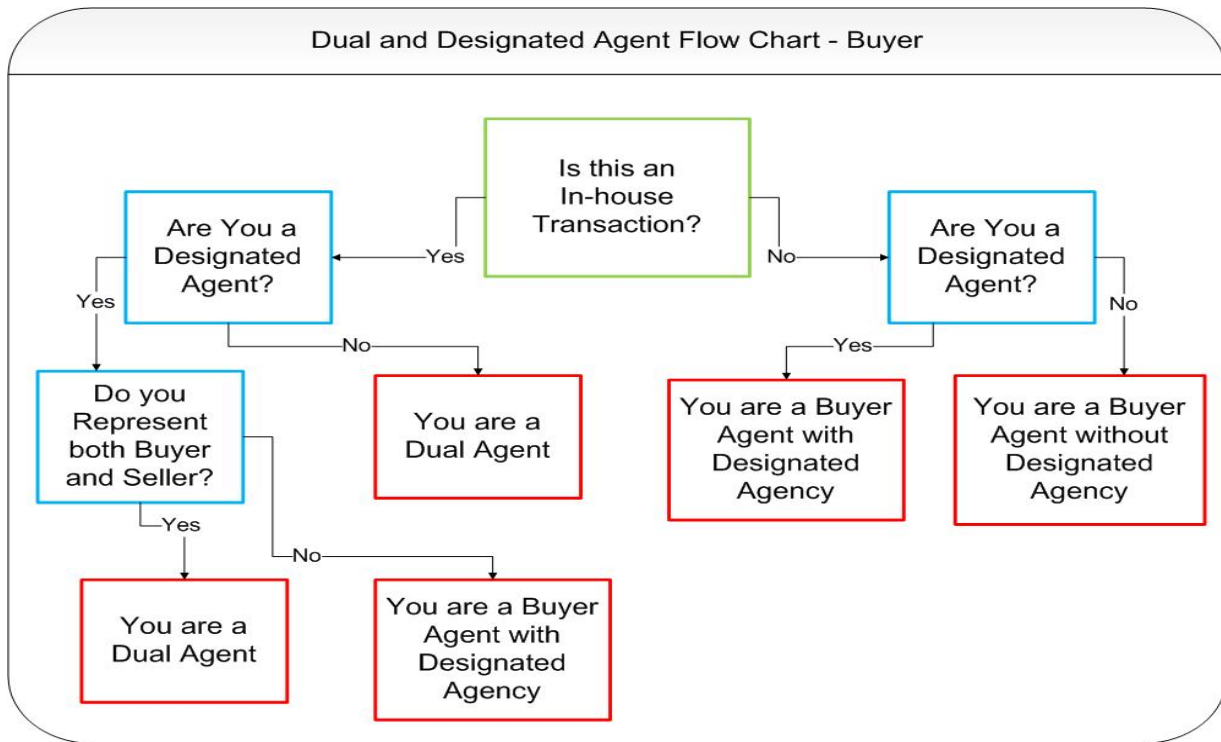 Dual and Designated Agent Flow Chart - Buyer
Is this an
In-house
Transaction?
Yes
No
Are You a
Designated
Agent?
Are You a
Designated
Agent?
Yes
No
Yes
No
Do you
Represent
both Buyer
and Seller?
You are a
Dual Agent
You are a Buyer
Agent with
Designated
Agency
You are a Buyer
Agent without
Designated
Agency
Yes
No
You are a
Dual Agent
You are a Buyer
Agent with
Designated
Agency